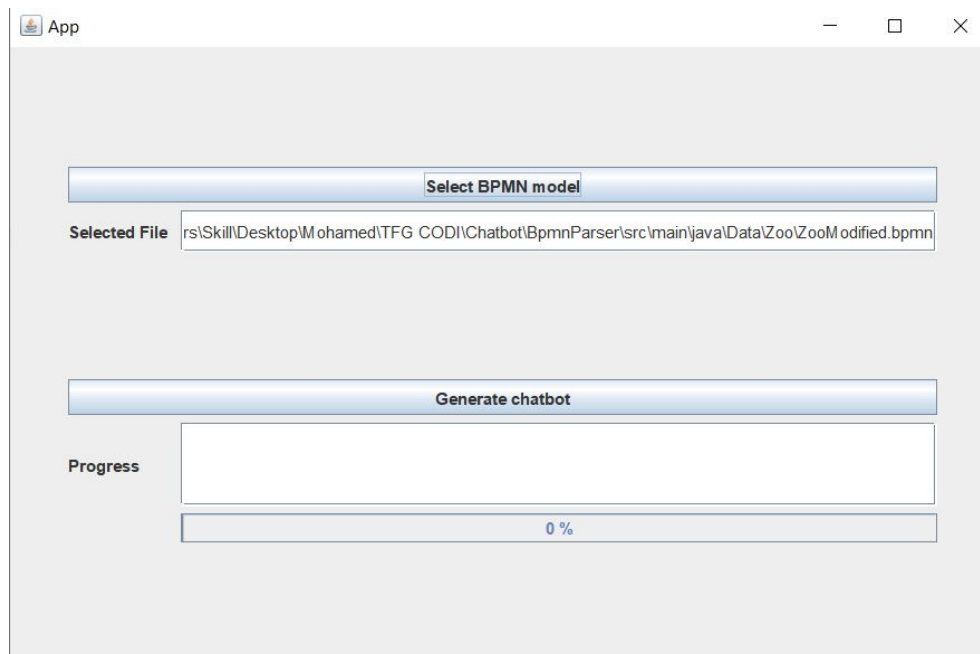 App
Select BPMN model
Selected File rs\Skill\Desktop\Mohamed\TFG CODI\Chatbot\BpmnParser\src\main\java\Data\Zoo\ZooModified.bpmn
Generate chatbot
Progress
0 %